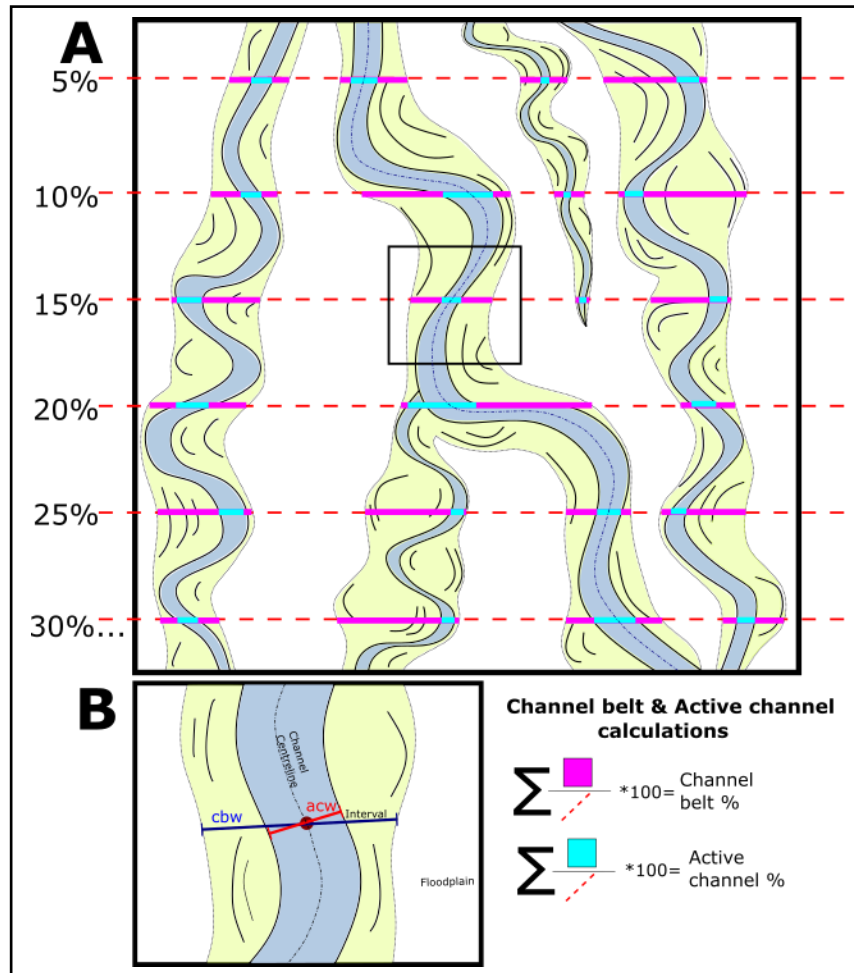 A
5%
10%
15%
20%
25%
30%...
B
Channel
Centreline
cbw
acw
Interval
Floodplain
Channel belt & Active channel
calculations
∑ *100= Channel
belt %
∑ *100= Active
channel %